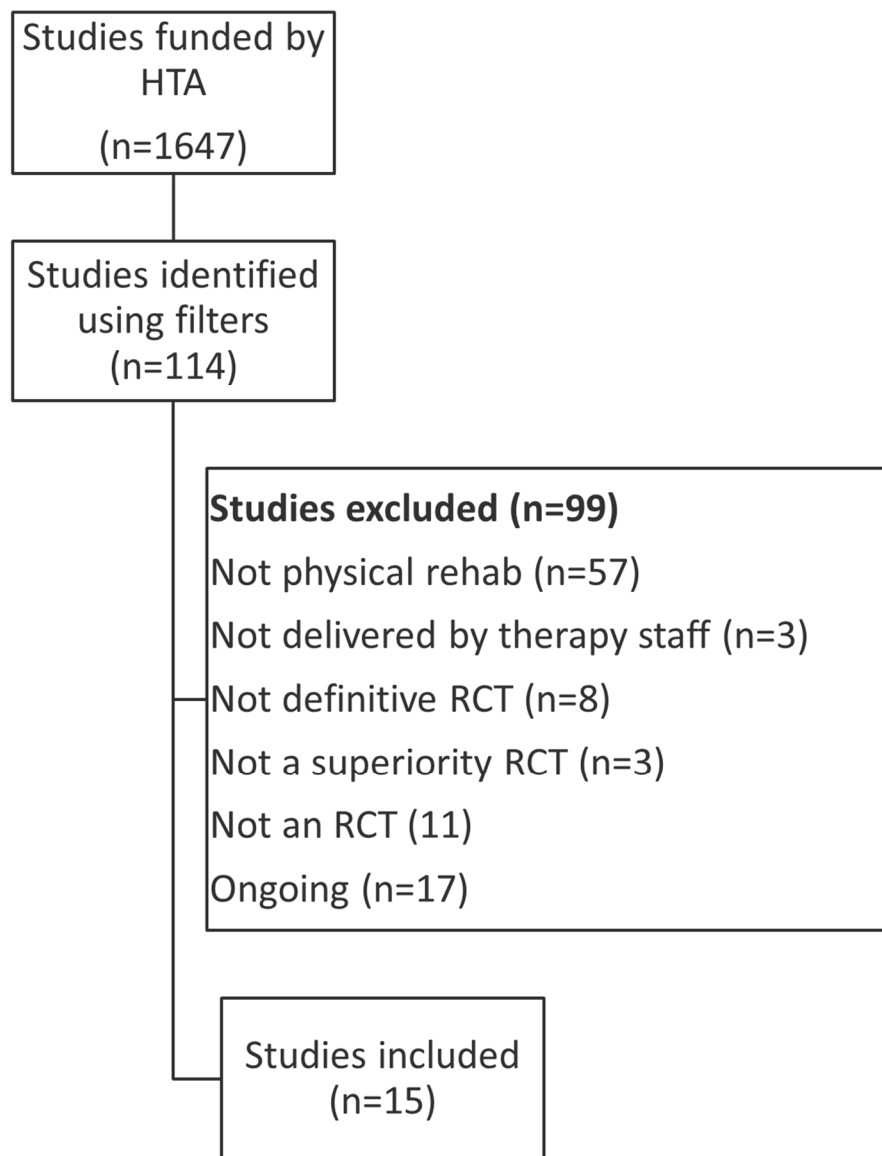 Studies funded by
HTA
(n=1647)
Studies identified
using filters
(n=114)
Studies excluded (n=99)
Not physical rehab (n=57)
Not delivered by therapy staff (n=3)
Not definitive RCT (n=8)
Not a superiority RCT (n=3)
Not an RCT (11)
Ongoing (n=17)
Studies included
(n=15)